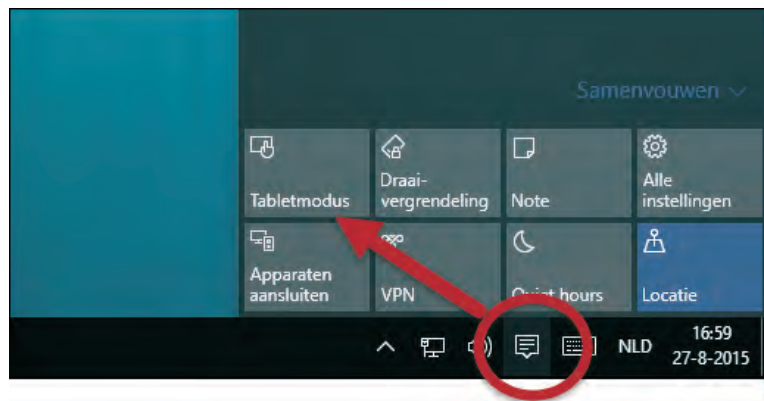 Samenvouwen
Tabletmodus
Draai-
vergrendeling
Note
Alle
instellingen
Apparaten
aansluiten
VPN
Quiet hours
Locatie
NLD
16:59
27-8-2015